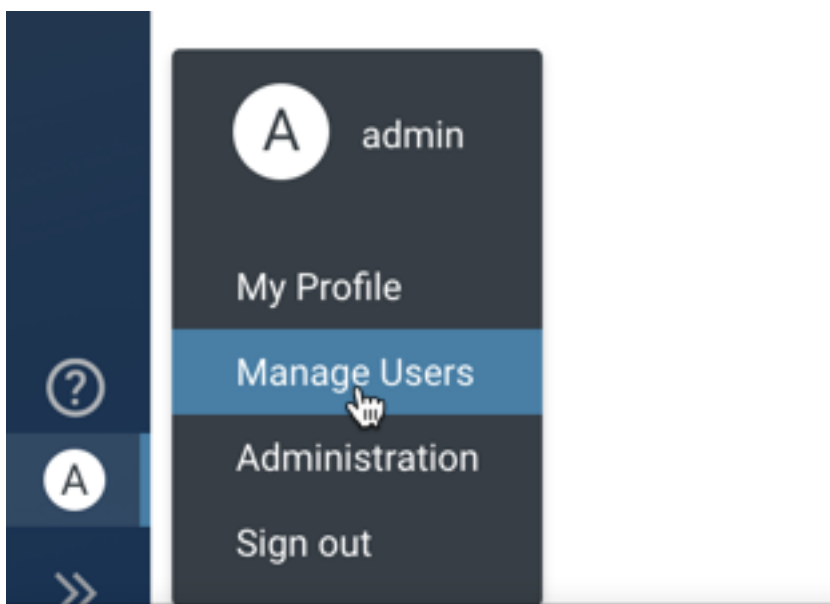 A admin
My Profile
Manage Users
?
A
Administration
Sign out